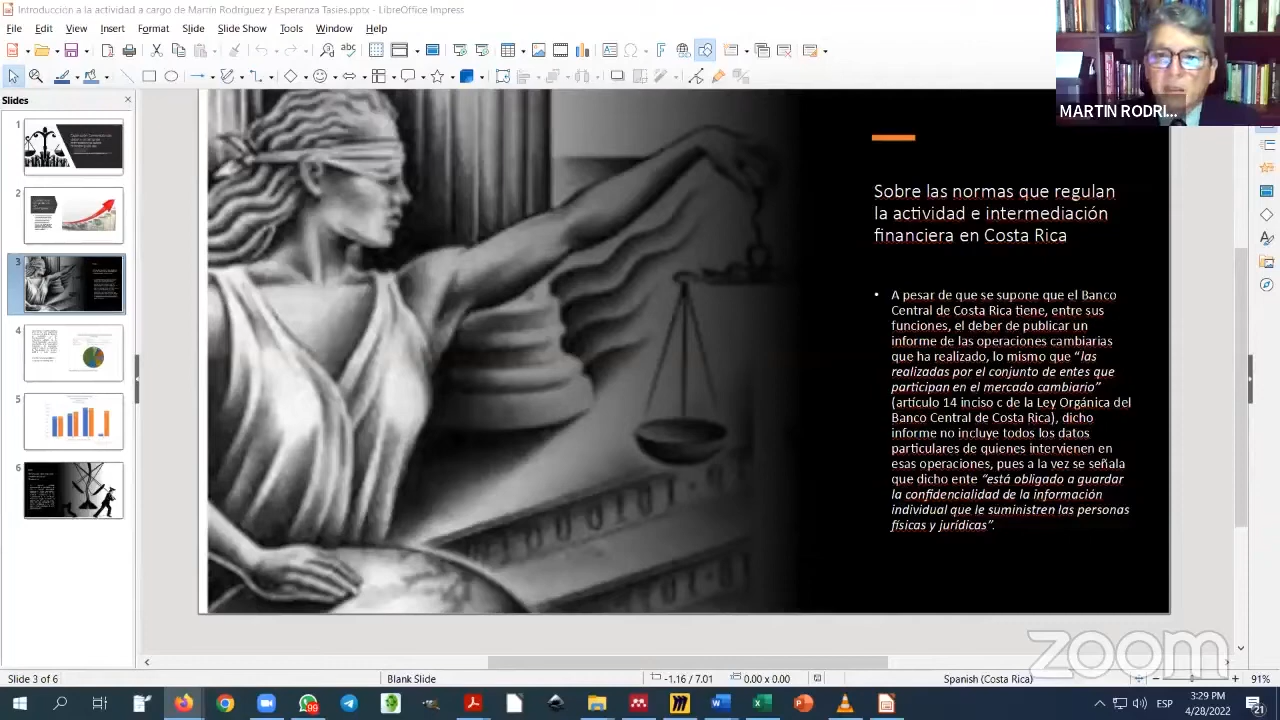 Introducción a la actividad a cargo de Martín Rodríguez y Esperanza Tasies.pptx - LibreOffice Impress
File Edit View Insert Format Slide Slide Show Tools Window Help
MARTIN RODRI...
Slides
1
2
3
4
5
6
Sobre las normas que regulan
la actividad e intermediación
financiera en Costa Rica
• A pesar de que se supone que el Banco
Central de Costa Rica tiene, entre sus
funciones, el deber de publicar un
informe de las operaciones cambiarias
que ha realizado, lo mismo que “las
realizadas por el conjunto de entes que
participan en el mercado cambiario”
(artículo 14 inciso c de la Ley Orgánica del
Banco Central de Costa Rica), dicho
informe no incluye todos los datos
particulares de quienes intervienen en
esas operaciones, pues a la vez se señala
que dicho ente “está obligado a guardar
la confidencialidad de la información
individual que le suministren las personas
físicas y jurídicas”.
zoom
Slide 3 of 6 Blank Slide -1.16 / 7.01 0.00 x 0.00 Spanish (Costa Rica) 91%
99
ESP
3:29 PM
4/28/2022
21